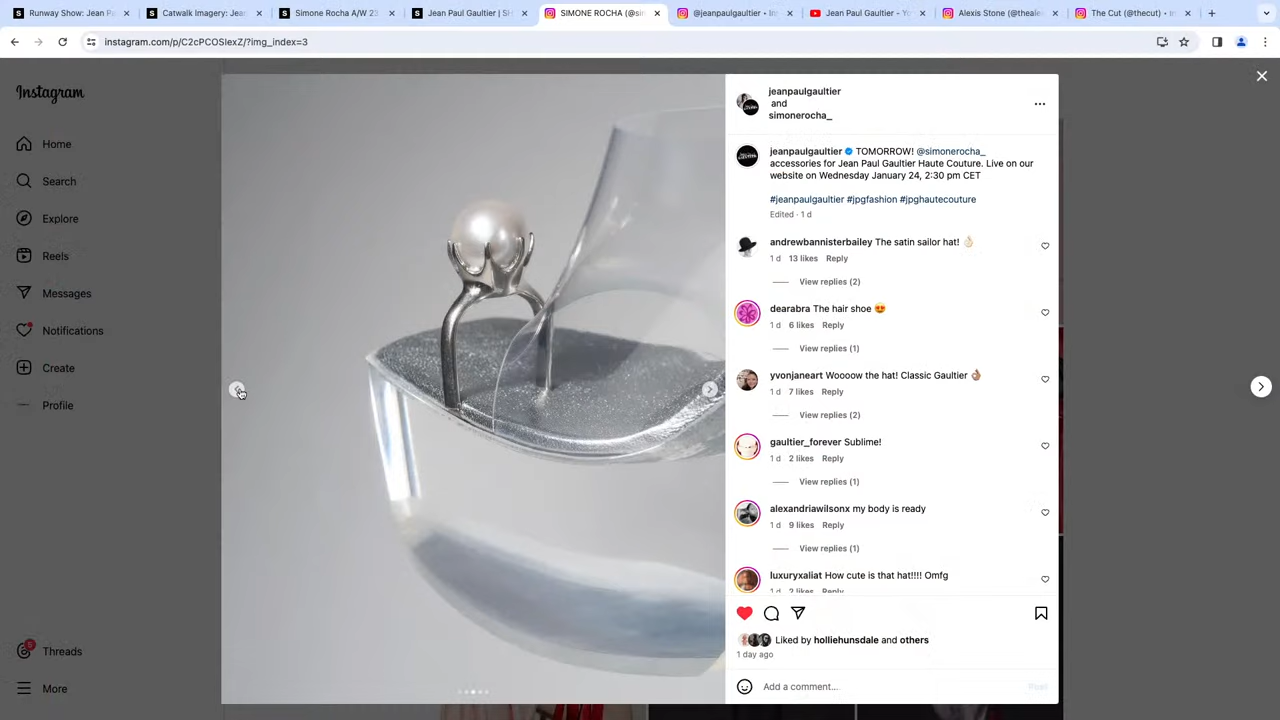 Runway Show: Jean P
Catwalk Imagery: Jean
Simone Rocha A/W 23
Jean Paul Gaultier | SH
SIMONE ROCHA (@si
@jeanpaulgaultier - In
Jean Paul Gaultier - Yo
Alexis Stone (@theale
The Cut (@thecut) • In
instagram.com/p/C2cPCOSIexZ/?img_index=3
Instagram
Home
Search
Explore
Reels
Messages
Notifications
Create
Profile
5
Threads
More
jeanpaulgaultier
and
simonerocha_
jeanpaulgaultier TOMORROW! @simonerocha_
accessories for Jean Paul Gaultier Haute Couture. Live on our
website on Wednesday January 24, 2:30 pm CET
#jeanpaulgaultier #jpgfashion #jpghautecouture
Edited · 1 d
andrewbannisterbailey The satin sailor hat! 👌🏻
1 d 13 likes Reply
View replies (2)
dearabra The hair shoe 😍
1 d 6 likes Reply
View replies (1)
yvonjaneart Woooow the hat! Classic Gaultier 👌🏽
1 d 7 likes Reply
View replies (2)
gaultier_forever Sublime!
1 d 2 likes Reply
View replies (1)
alexandriawilsonx my body is ready
1 d 9 likes Reply
View replies (1)
luxuryxaliat How cute is that hat!!!! Omfg
1 d 2 likes Reply
Liked by holliehunsdale and others
1 day ago
Add a comment...
Post